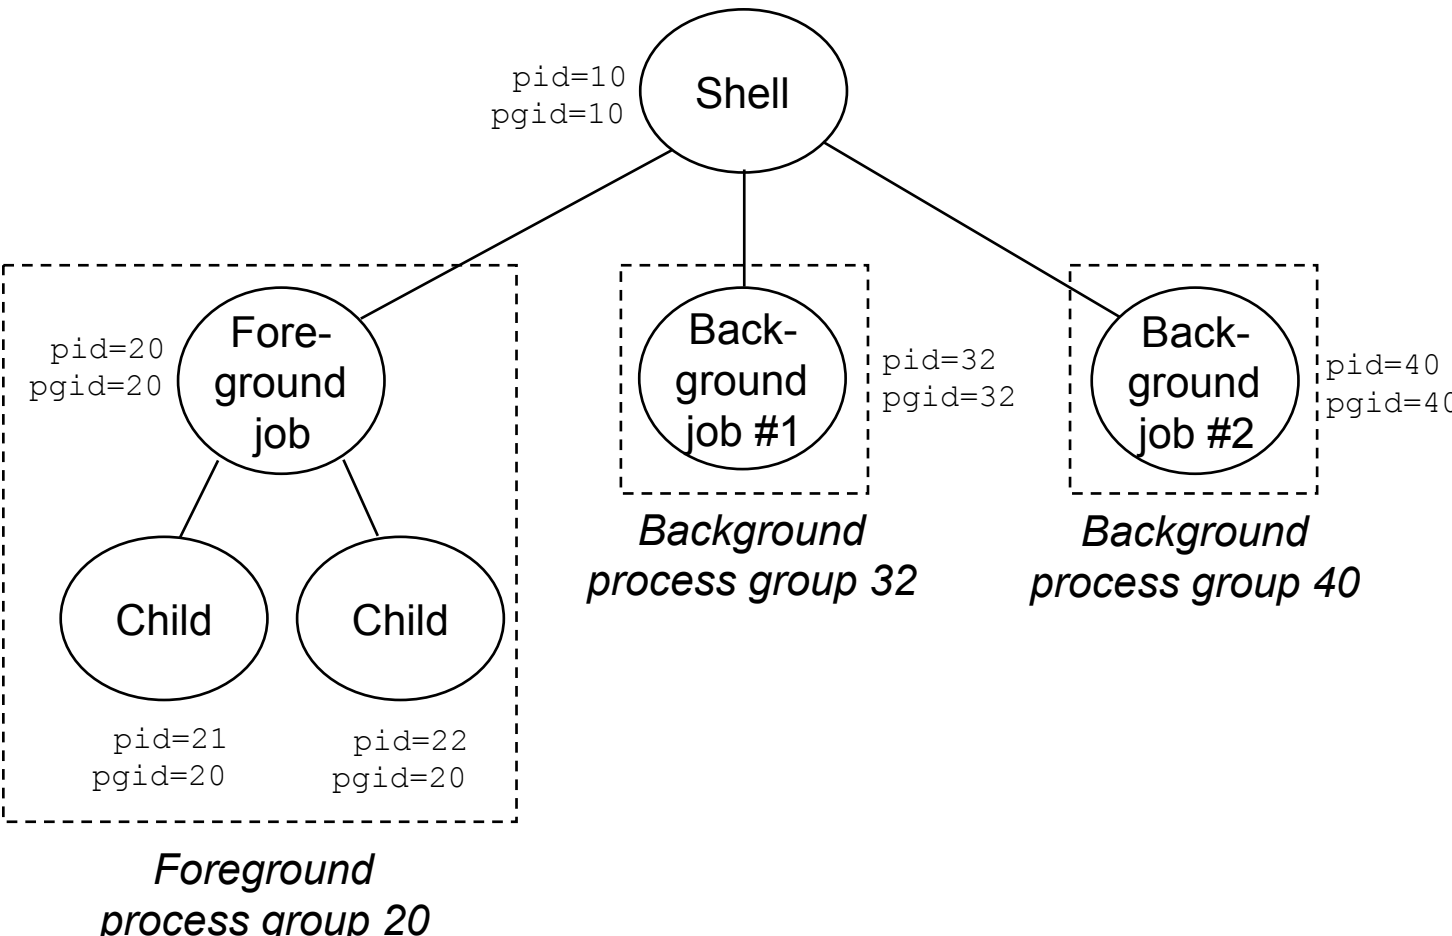 pid=10
pgid=10
Shell
pid=20
pgid=20
Fore-
ground
job
Back-
ground
job #1
pid=32
pgid=32
Back-
ground
job #2
pid=40
pgid=40
Background
process group 32
Background
process group 40
Child
Child
pid=21
pgid=20
pid=22
pgid=20
Foreground
process group 20